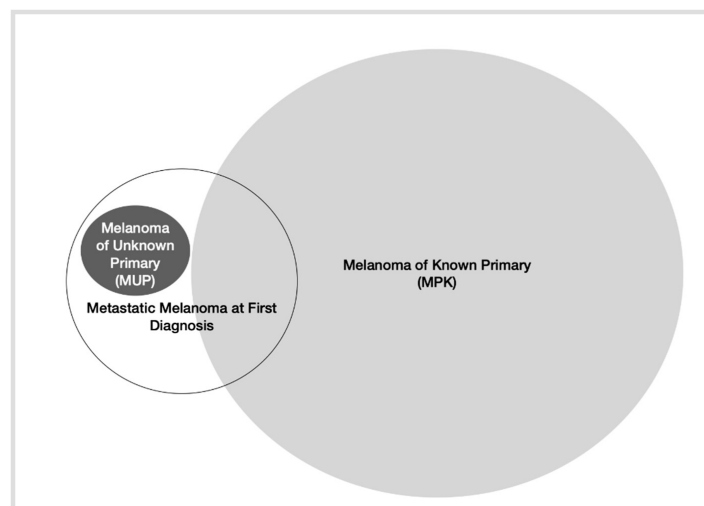 Melanoma
of Unknown
Primary
(MUP)
Metastatic Melanoma at First
Diagnosis
Melanoma of Known Primary
(MPK)